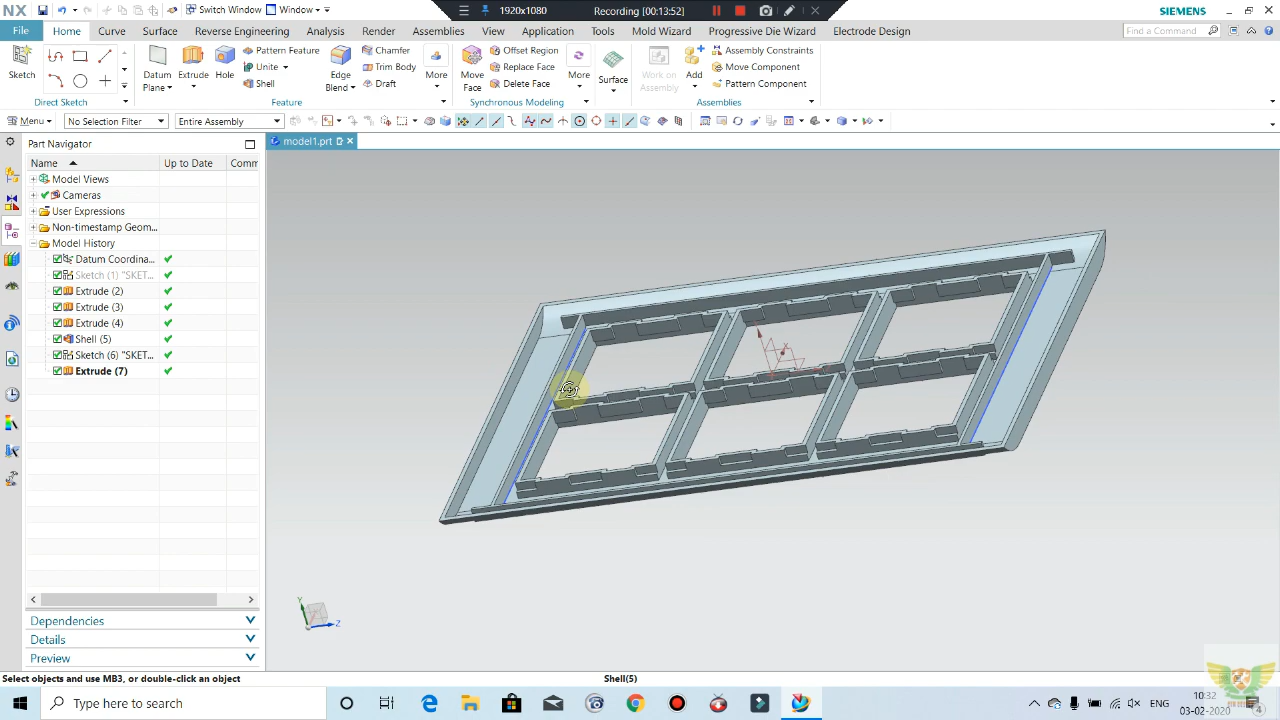 NX Switch Window Window 1920x1080 Recording [00:13:52] SIEMENS
File Home Curve Surface Reverse Engineering Analysis Render Assemblies Application Tools Mold Wizard Progressive Die Wizard Electrode Design Find a Command
Sketch Datum Plane Extrude Hole Pattern Feature Unite Shell Edge Blend Chamfer Trim Body Draft More Move Face Offset Region Replace Face Delete Face More Surface Work on Assembly Add Assembly Constraints Move Component Pattern Component
Direct Sketch Feature Synchronous Modeling Assemblies
Menu No Selection Filter Entire Assembly
Part Navigator model1.prt
Name Up to Date Comm
Model Views
Cameras
User Expressions
Non-timestamp Geom...
Model History
Datum Coordina...
Sketch (1) "SKET...
Extrude (2)
Extrude (3)
Extrude (4)
Shell (5)
Sketch (6) "SKET...
Extrude (7)
Y
Z
Dependencies
Details
Preview
Select objects and use MB3, or double-click an object Shell(5)
Type here to search
ENG
10:32
03-02-2020
4